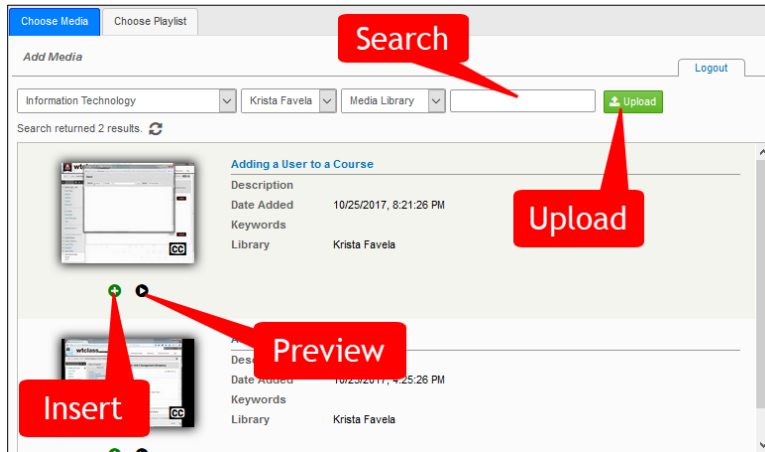 Choose Media Choose Playlist
Search
Add Media
Logout
Information Technology Krista Favela Media Library Upload
Search returned 2 results.
Adding a User to a Course
Description
Date Added 10/25/2017, 8:21:26 PM
Keywords
Library Krista Favela
Upload
CC
Preview
Date Added 10/25/2017, 4:25:26 PM
Keywords
Insert
Library Krista Favela
wtclass
CC